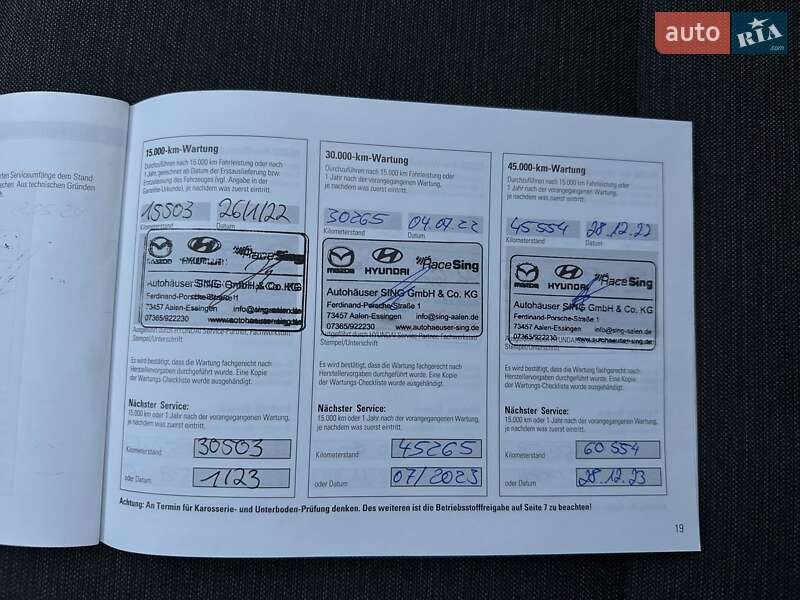 auto RIA.com
nten Serviceumfänge dem Stand
chen. Aus technischen Gründen
15.000-km-Wartung
Durchzuführen nach 15.000 km Fahrleistung oder nach
1 Jahr, gerechnet ab Datum der Erstauslieferung bzw.
Erstzulassung des Fahrzeuges (vgl. Angabe in der
Garantie-Urkunde), je nachdem was zuerst eintritt.
15503 26/1/22
Kilometerstand Datum
mazda HYUNDAI RaceSing
Autohäuser SING GmbH & Co. KG
Ferdinand-Porsche-Straße 1
73457 Aalen-Essingen info@sing-aalen.de
07365/922230 www.autohaeuser-sing.de
Ausgeführt durch HYUNDAI Service-Partner, Fachwerkstatt
Stempel/Unterschrift
Es wird bestätigt, dass die Wartung fachgerecht nach
Herstellervorgaben durchgeführt wurde. Eine Kopie
der Wartungs-Checkliste wurde ausgehändigt.
Nächster Service:
15.000 km oder 1 Jahr nach der vorangegangenen Wartung,
je nachdem was zuerst eintritt.
Kilometerstand 30503
oder Datum 1/23
30.000-km-Wartung
Durchzuführen nach 15.000 km Fahrleistung oder
1 Jahr nach der vorangegangenen Wartung,
je nachdem was zuerst eintritt.
30265 04.07.22
Kilometerstand Datum
mazda HYUNDAI RaceSing
Autohäuser SING GmbH & Co. KG
Ferdinand-Porsche-Straße 1
73457 Aalen-Essingen info@sing-aalen.de
07365/922230 www.autohaeuser-sing.de
Ausgeführt durch HYUNDAI Service-Partner, Fachwerkstatt
Stempel/Unterschrift
Es wird bestätigt, dass die Wartung fachgerecht nach
Herstellervorgaben durchgeführt wurde. Eine Kopie
der Wartungs-Checkliste wurde ausgehändigt.
Nächster Service:
15.000 km oder 1 Jahr nach der vorangegangenen Wartung,
je nachdem was zuerst eintritt.
Kilometerstand 45265
oder Datum 07/2023
45.000-km-Wartung
Durchzuführen nach 15.000 km Fahrleistung oder
1 Jahr nach der vorangegangenen Wartung,
je nachdem was zuerst eintritt.
45554 28.12.22
Kilometerstand Datum
mazda HYUNDAI RaceSing
Autohäuser SING GmbH & Co. KG
Ferdinand-Porsche-Straße 1
73457 Aalen-Essingen info@sing-aalen.de
07365/922230 www.autohaeuser-sing.de
Stempel/Unterschrift
Es wird bestätigt, dass die Wartung fachgerecht nach
Herstellervorgaben durchgeführt wurde. Eine Kopie
der Wartungs-Checkliste wurde ausgehändigt.
Nächster Service:
15.000 km oder 1 Jahr nach der vorangegangenen Wartung,
je nachdem was zuerst eintritt.
Kilometerstand 60554
oder Datum 28.12.23
Achtung: An Termin für Karosserie- und Unterboden-Prüfung denken. Des weiteren ist die Betriebsstofffreigabe auf Seite 7 zu beachten!
19